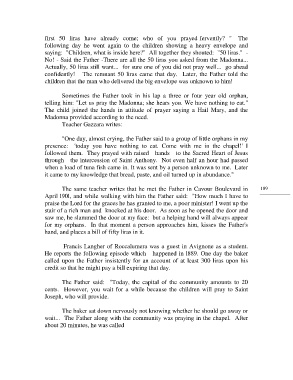 first 50 liras have already come; who of you prayed fervently? " The
following day he went again to the children showing a heavy envelope and
saying: "Children, what is inside here?" All they together shouted: "50 liras." -
No! - Said the Father -There are all the 50 liras you asked from the Madonna...
Actually, 50 liras still want... for sure one of you did not pray well... go ahead
confidently! The remnant 50 liras came that day. Later, the Father told the
children that the man who delivered the big envelope was unknown to him!
Sometimes the Father took in his lap a three or four year old orphan,
telling him: "Let us pray the Madonna; she hears you. We have nothing to eat."
The child joined the hands in attitude of prayer saying a Hail Mary, and the
Madonna provided according to the need.
Teacher Gazzara writes:
"One day, almost crying, the Father said to a group of little orphans in my
presence: 'today you have nothing to eat. Come with me in the chapel!' I
followed them. They prayed with raised hands to the Sacred Heart of Jesus
through the intercession of Saint Anthony. Not even half an hour had passed
when a load of tuna fish came in. It was sent by a person unknown to me. Later
it came to my knowledge that bread, paste, and oil turned up in abundance."
The same teacher writes that he met the Father in Cavour Boulevard in
April 1908, and while walking with him the Father said: "How much I have to
praise the Lord for the graces he has granted to me, a poor minister! I went up the
stair of a rich man and knocked at his door. As soon as he opened the door and
saw me, he slammed the door at my face: but a helping hand will always appear
for my orphans. In that moment a person approaches him, kisses the Father's
hand, and places a bill of fifty liras in it.
Francis Langher of Roccalumera was a guest in Avignone as a student.
He reports the following episode which happened in 1889. One day the baker
called upon the Father insistently for an account of at least 300 liras upon his
credit so that he might pay a bill expiring that day.
The Father said: "Today, the capital of the community amounts to 20
cents. However, you wait for a while because the children will pray to Saint
Joseph, who will provide.
The baker sat down nervously not knowing whether he should go away or
wait... The Father along with the community was praying in the chapel. After
about 20 minutes, he was called